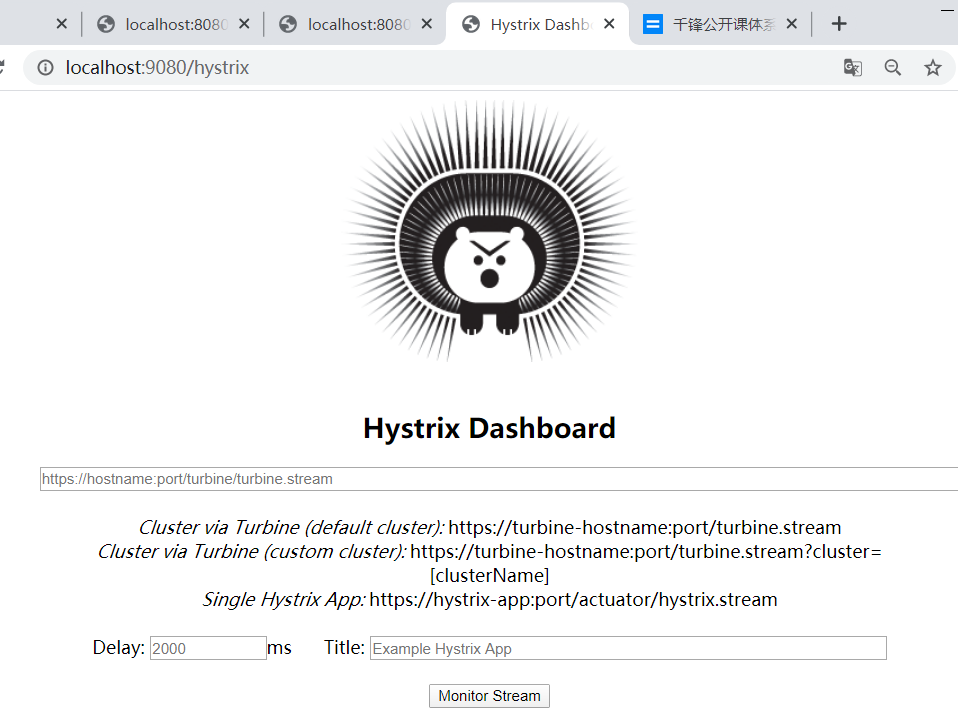 localhost:8080
localhost:8080
Hystrix Dashb
千锋公开课体系
localhost:9080/hystrix
Hystrix Dashboard
https://hostname:port/turbine/turbine.stream
Cluster via Turbine (default cluster): https://turbine-hostname:port/turbine.stream
Cluster via Turbine (custom cluster): https://turbine-hostname:port/turbine.stream?cluster=
[clusterName]
Single Hystrix App: https://hystrix-app:port/actuator/hystrix.stream
Delay: 2000 ms Title: Example Hystrix App
Monitor Stream